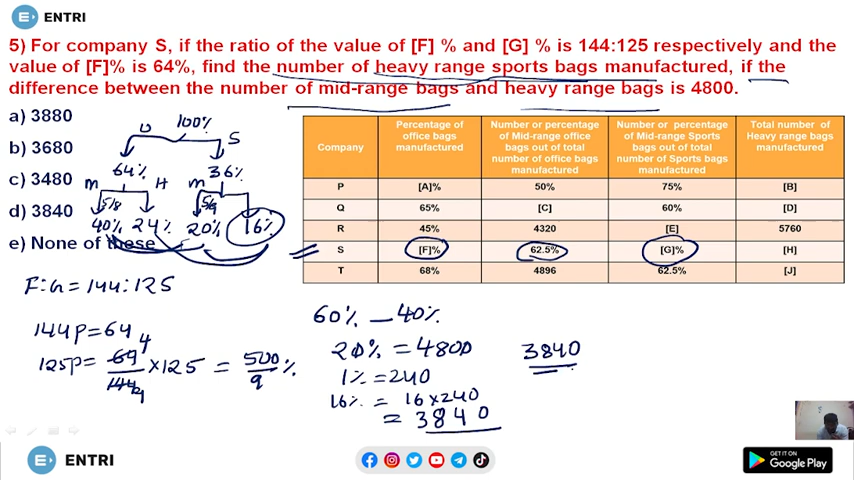 ENTRI
5) For company S, if the ratio of the value of [F] % and [G] % is 144:125 respectively and the
value of [F]% is 64%, find the number of heavy range sports bags manufactured, if the
difference between the number of mid-range bags and heavy range bags is 4800.
a) 3880
b) 3680
c) 3480
d) 3840
e) None of these
100%
O S
64% 36%
M H M
5/8 5/9
40% 24% 20% 16%
Company Percentage of office bags manufactured Number or percentage of Mid-range office bags out of total number of office bags manufactured Number or percentage of Mid-range Sports bags out of total number of Sports bags manufactured Total number of Heavy range bags manufactured
P [A]% 50% 75% [B]
Q 65% [C] 60% [D]
R 45% 4320 [E] 5760
S [F]% 62.5% [G]% [H]
T 68% 4896 62.5% [J]
F:G = 144:125
144P = 64
125P = 64/144 × 125 = 500/9 %
60% — 40%
20% = 4800
1% = 240
16% = 16 × 240
= 3840
3840
ENTRI
GET IT ON
Google Play